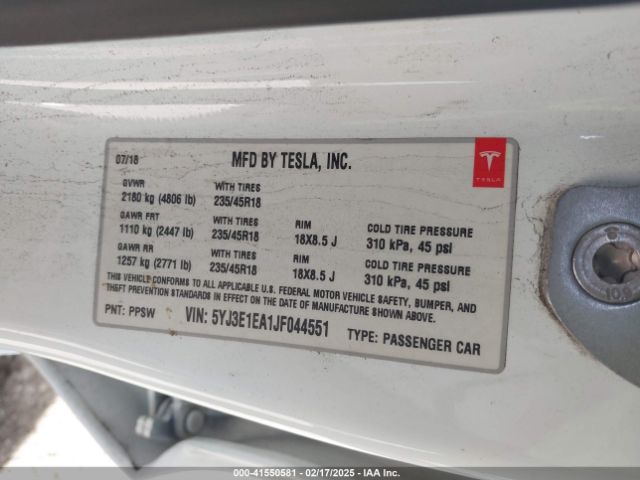 07/18 MFD BY TESLA, INC.
TESLA
GVWR WITH TIRES
2180 kg (4806 lb) 235/45R18
GAWR FRT WITH TIRES RIM COLD TIRE PRESSURE
1110 kg (2447 lb) 235/45R18 18X8.5 J 310 kPa, 45 psi
GAWR RR WITH TIRES RIM COLD TIRE PRESSURE
1257 kg (2771 lb) 235/45R18 18X8.5 J 310 kPa, 45 psi
THIS VEHICLE CONFORMS TO ALL APPLICABLE U.S. FEDERAL MOTOR VEHICLE SAFETY, BUMPER, AND
THEFT PREVENTION STANDARDS IN EFFECT ON THE DATE OF MANUFACTURE SHOWN ABOVE.
PNT: PPSW VIN: 5YJ3E1EA1JF044551 TYPE: PASSENGER CAR
000-41550581 - 02/17/2025 - IAA Inc.